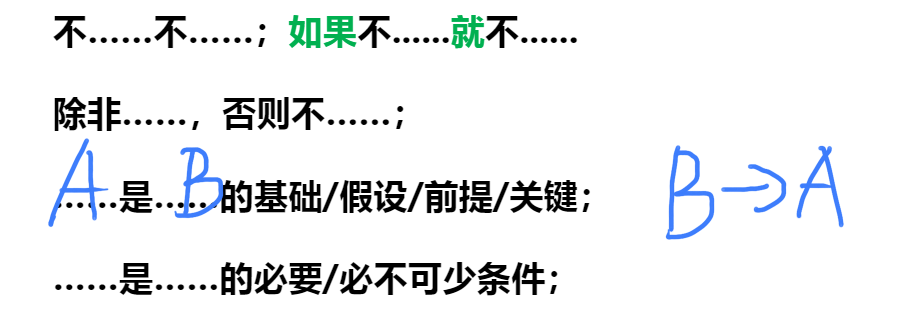 不……不……；如果不……就不……
除非……，否则不……；
A B
……是……的基础/假设/前提/关键； B→A
……是……的必要/必不可少条件；